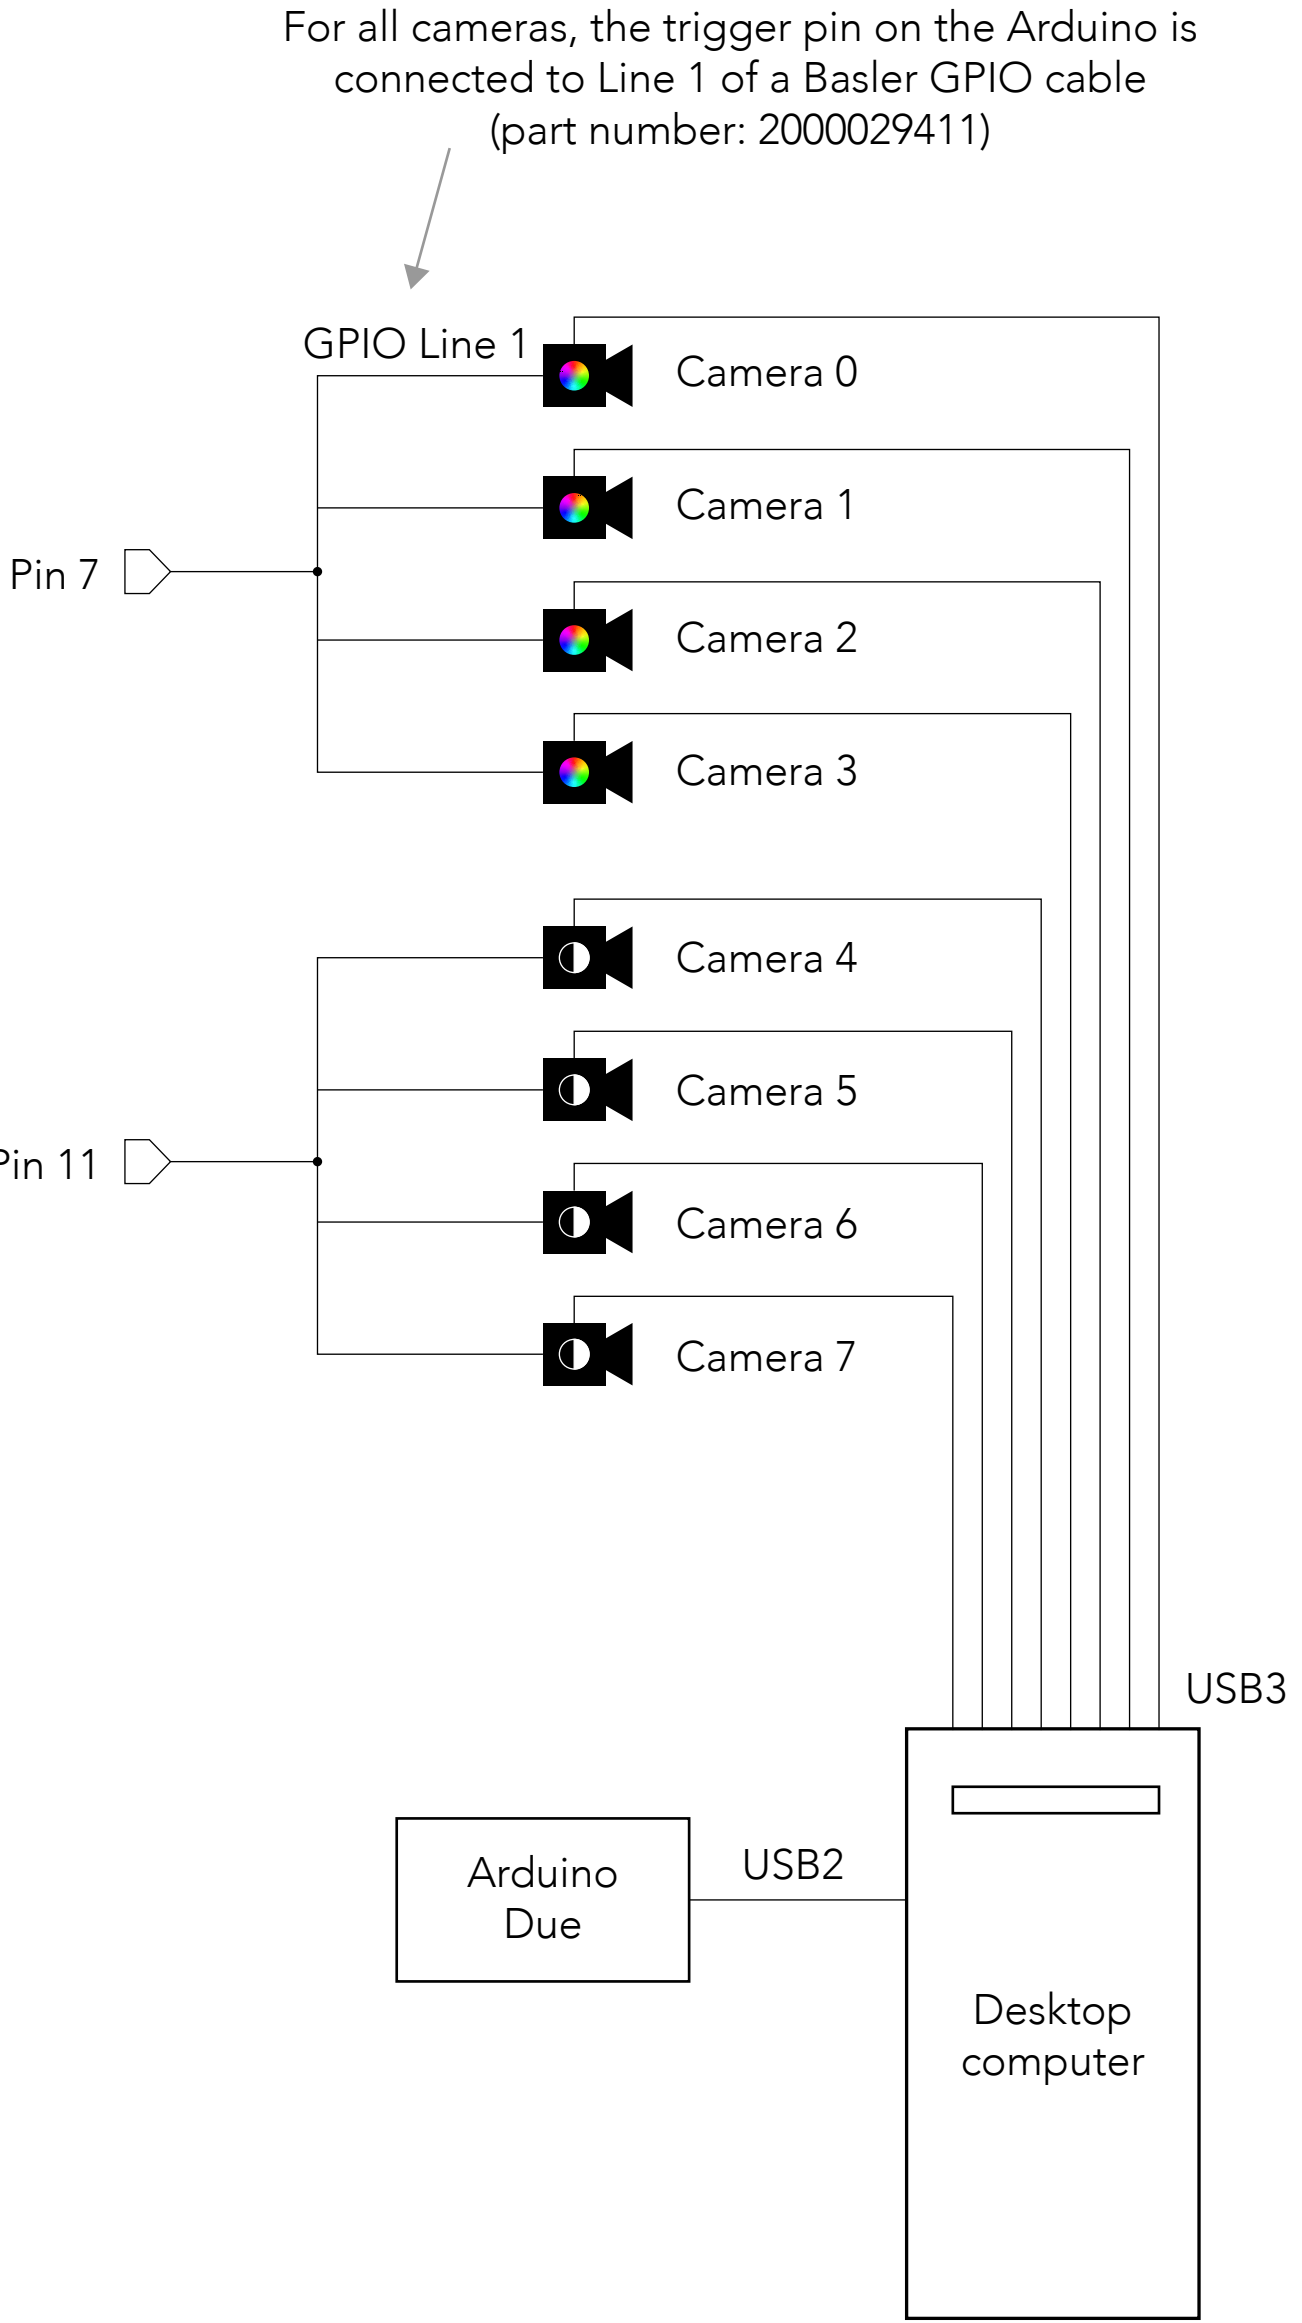 For all cameras, the trigger pin on the Arduino is
connected to Line 1 of a Basler GPIO cable
(part number: 2000029411)
GPIO Line 1
Camera 0
Camera 1
Pin 7
Camera 2
Camera 3
Camera 4
Camera 5
Pin 11
Camera 6
Camera 7
USB3
Arduino
Due
USB2
Desktop
computer